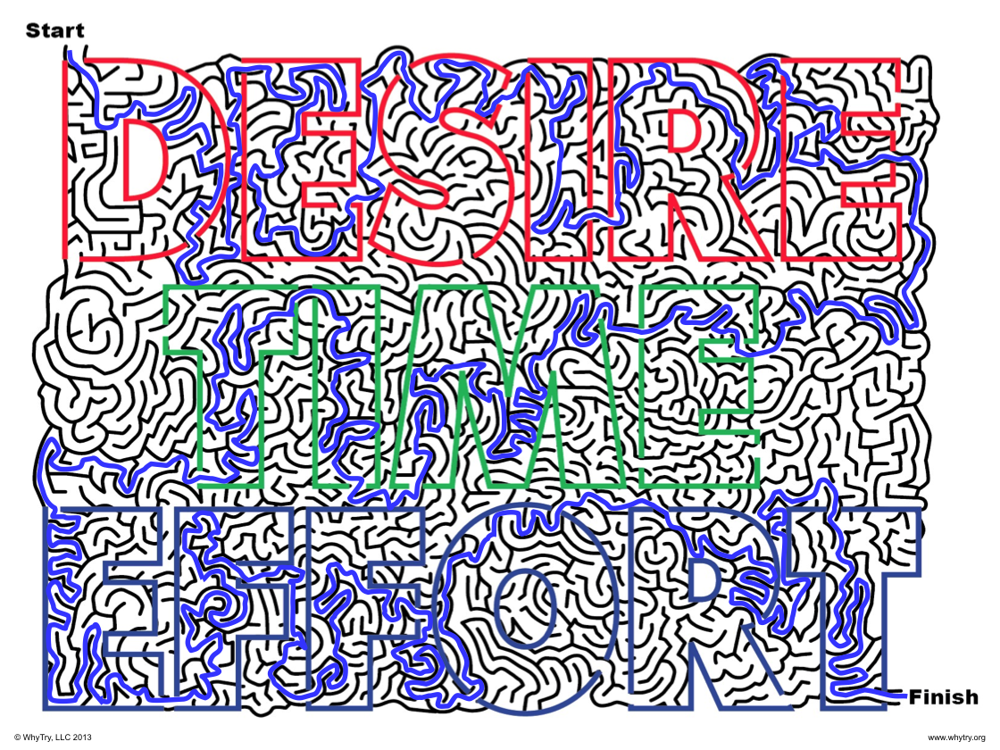 Start
DESIRE
TIME
EFFORT
Finish
© WhyTry, LLC 2013
www.whytry.org